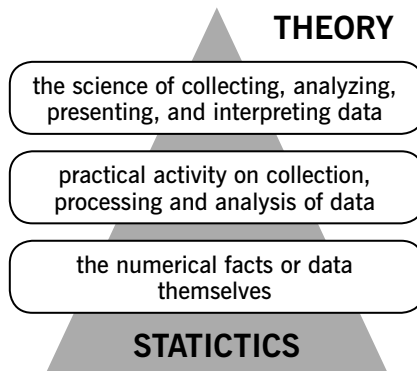 THEORY
the science of collecting, analyzing,
presenting, and interpreting data
practical activity on collection,
processing and analysis of data
the numerical facts or data
themselves
STATICTICS